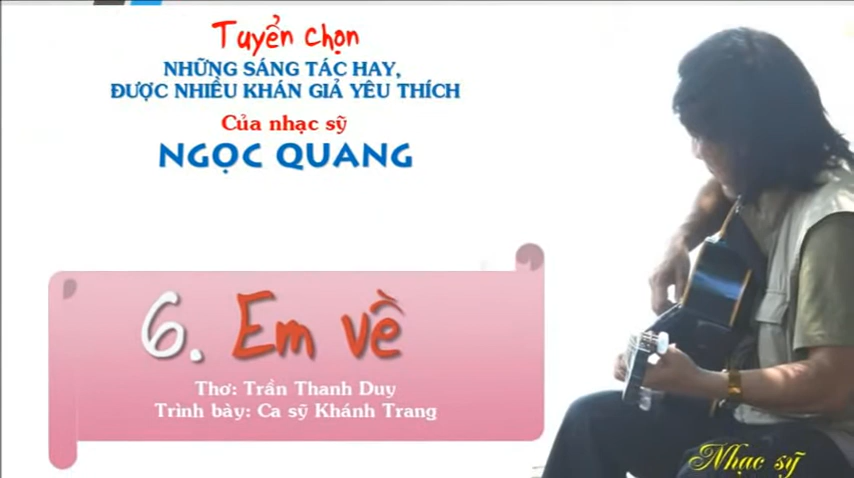 Tuyển chọn
NHỮNG SÁNG TÁC HAY,
ĐƯỢC NHIỀU KHÁN GIẢ YÊU THÍCH
Của nhạc sỹ
NGỌC QUANG
6. Em về
Thơ: Trần Thanh Duy
Trình bày: Ca sỹ Khánh Trang
Nhạc sỹ